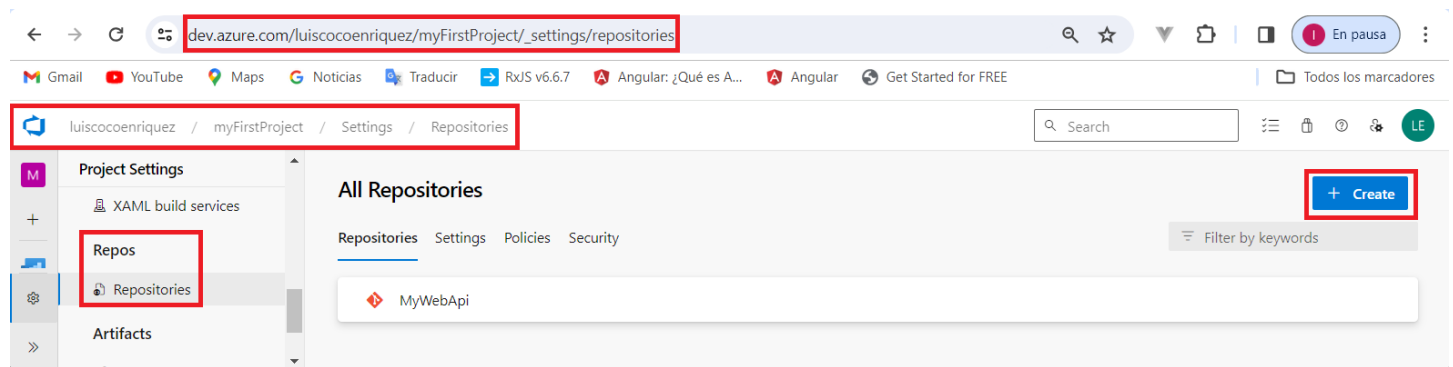 dev.azure.com/luiscocoenriquez/myFirstProject/_settings/repositories
I En pausa
Gmail YouTube Maps Noticias Traducir RxJS v6.6.7 Angular: ¿Qué es A... Angular Get Started for FREE Todos los marcadores
luiscocoenriquez / myFirstProject / Settings / Repositories Search LE
M Project Settings
XAML build services
Repos
Repositories
Artifacts
All Repositories
+ Create
Repositories Settings Policies Security
Filter by keywords
MyWebApi